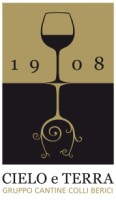 1908
CIELO e TERRA
GRUPPO CANTINE COLLI BERICI